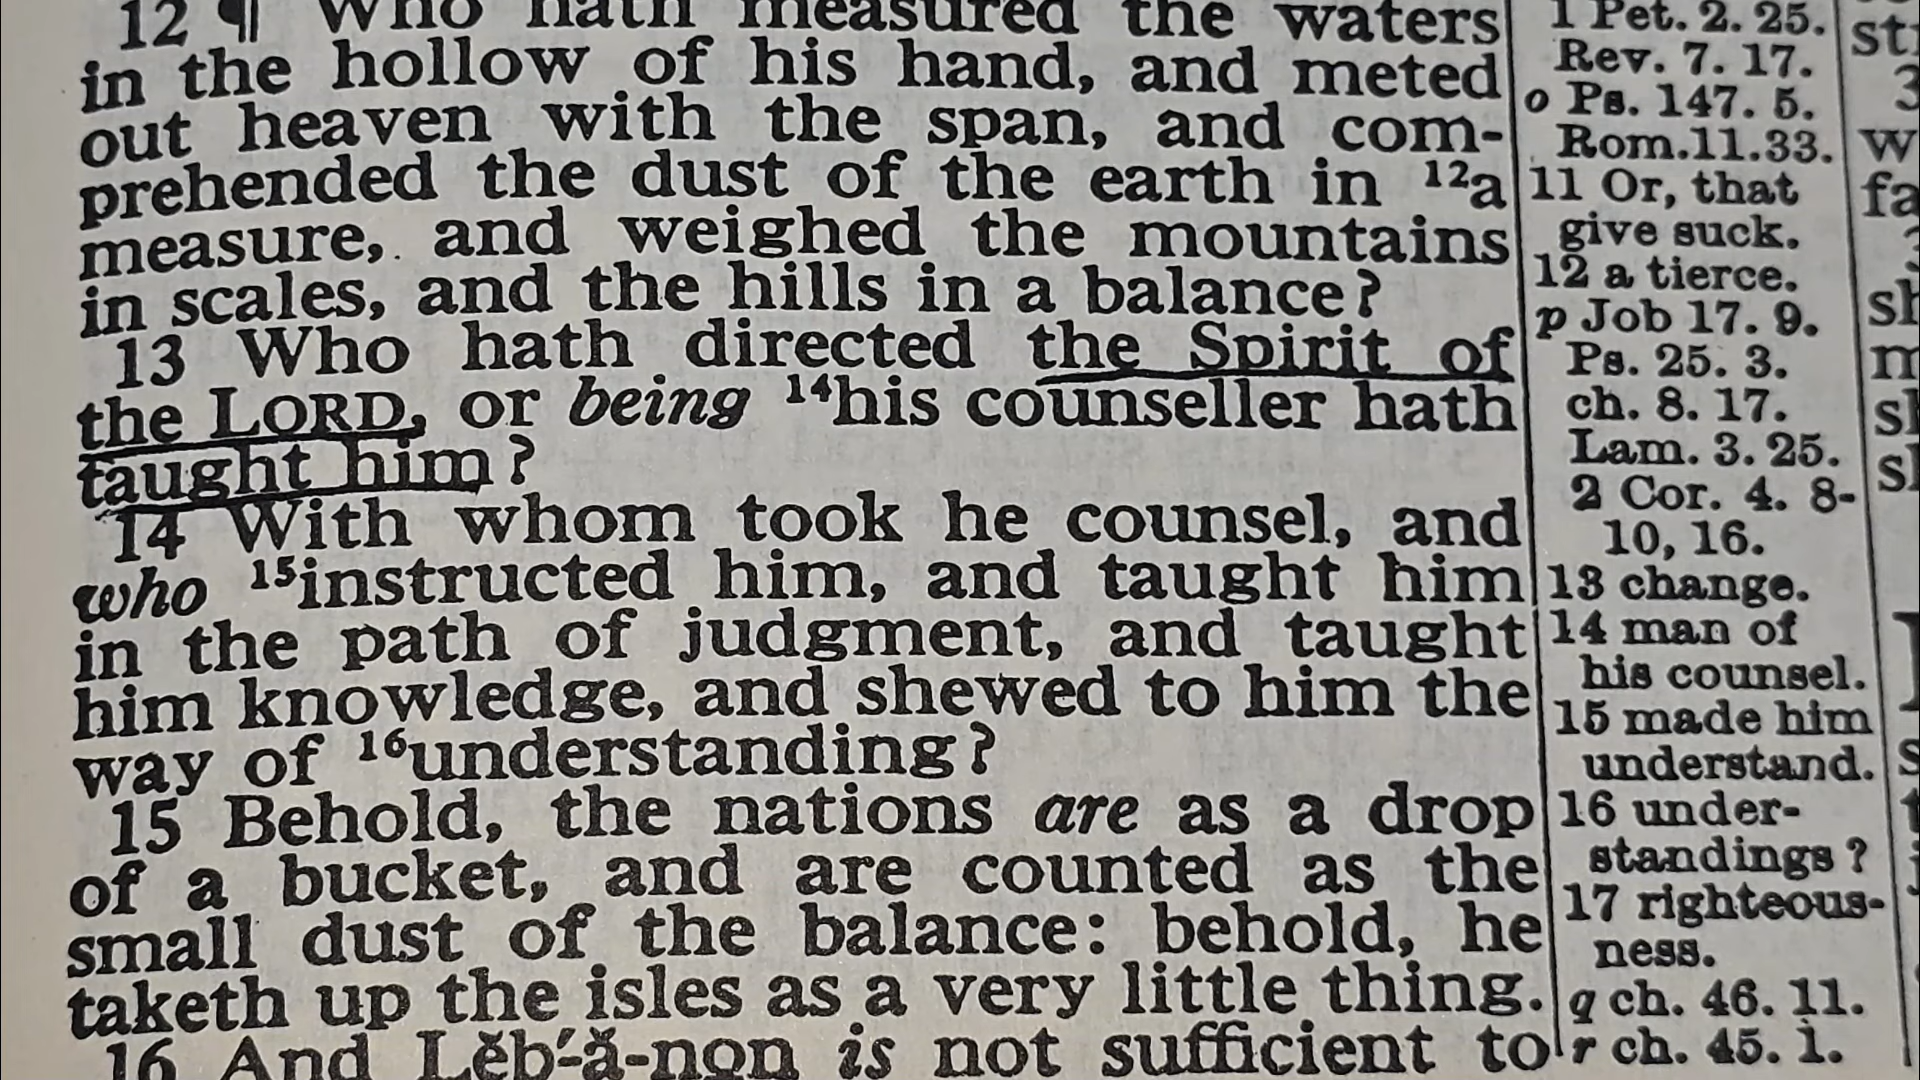 12 ¶ Who hath measured the waters
in the hollow of his hand, and meted
out heaven with the span, and com-
prehended the dust of the earth in ¹²a
measure, and weighed the mountains
in scales, and the hills in a balance?
13 Who hath directed the Spirit of
the LORD, or being ¹⁴his counseller hath
taught him?
14 With whom took he counsel, and
who ¹⁵instructed him, and taught him
in the path of judgment, and taught
him knowledge, and shewed to him the
way of ¹⁶understanding?
15 Behold, the nations are as a drop
of a bucket, and are counted as the
small dust of the balance: behold, he
taketh up the isles as a very little thing.
16 And Lĕb´-ă-non is not sufficient to
1 Pet. 2. 25.
Rev. 7. 17.
o Ps. 147. 5.
Rom.11.33.
11 Or, that
give suck.
12 a tierce.
p Job 17. 9.
Ps. 25. 3.
ch. 8. 17.
Lam. 3. 25.
2 Cor. 4. 8-
10, 16.
13 change.
14 man of
his counsel.
15 made him
understand.
16 under-
standings?
17 righteous-
ness.
q ch. 46. 11.
r ch. 45. 1.